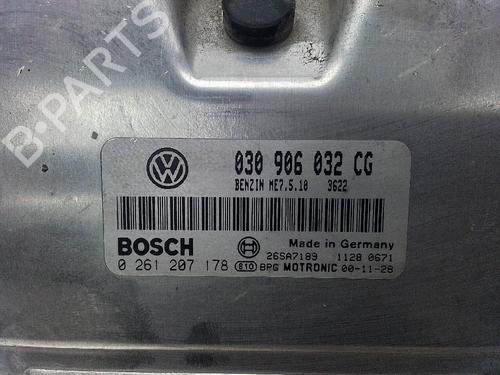 B-PARTS
030 906 032 CG
BENZIN ME7.5.10 3622
BOSCH Made in Germany
26SA7189 1128 0671
0 261 207 178 810 BPG MOTRONIC 00-11-28